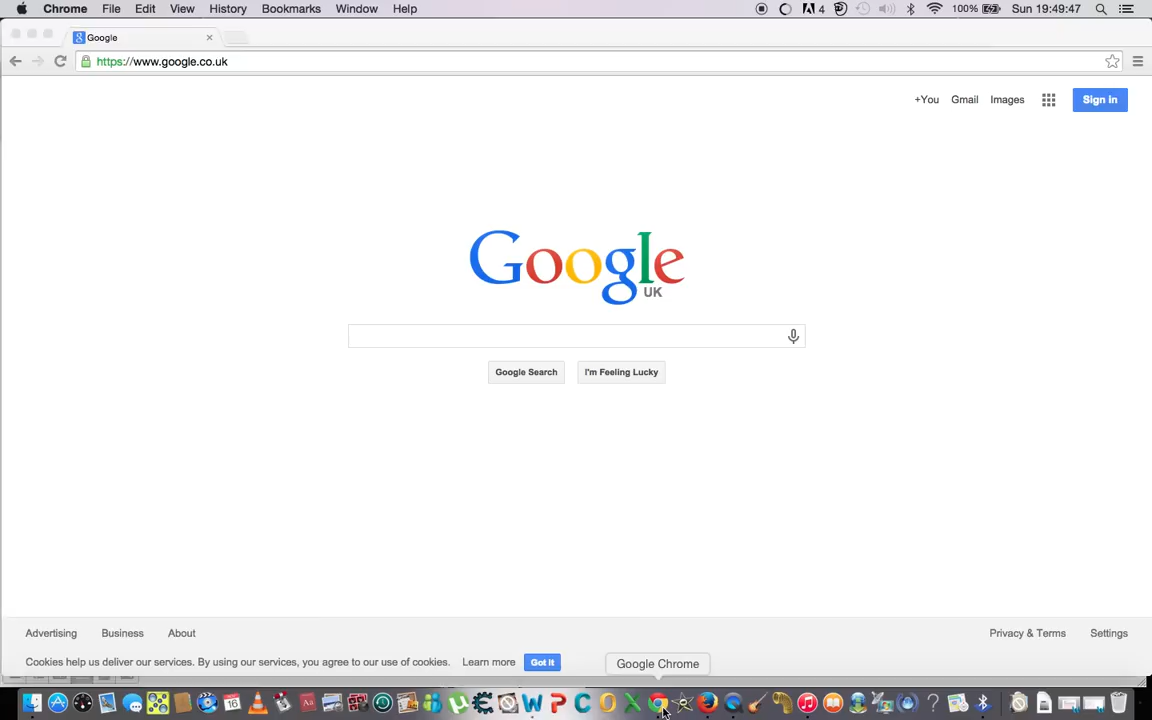 Chrome File Edit View History Bookmarks Window Help 4 100% Sun 19:49:47
Google
https://www.google.co.uk
+You Gmail Images Sign in
Google
UK
Google Search I'm Feeling Lucky
Advertising Business About Privacy & Terms Settings
Cookies help us deliver our services. By using our services, you agree to our use of cookies. Learn more Got it
Google Chrome
16